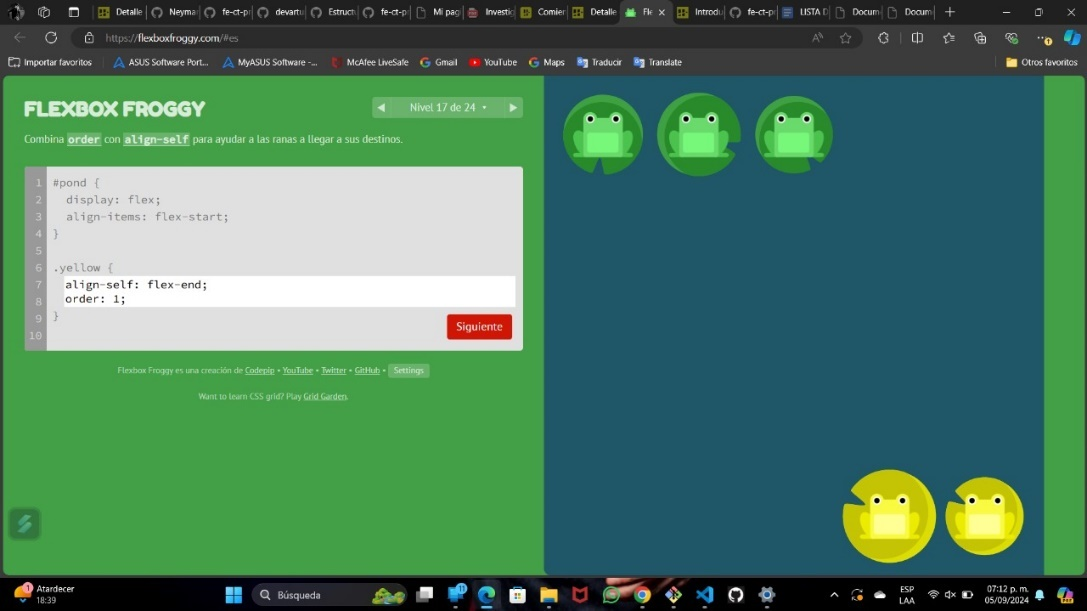 Detalle
Neymar
fe-ct-p
devartu
Estruct
fe-ct-p
Mi pag
Investig
Comier
Detalle
Introdu
fe-ct-p
LISTA D
Docum
Docum
https://flexboxfroggy.com/#es
Importar favoritos
ASUS Software Port...
MyASUS Software -...
McAfee LiveSafe
Gmail
YouTube
Maps
Traducir
Translate
Otros favoritos
FLEXBOX FROGGY
Nivel 17 de 24
Combina order con align-self para ayudar a las ranas a llegar a sus destinos.
1 #pond {
2 display: flex;
3 align-items: flex-start;
4 }
5
6 .yellow {
7 align-self: flex-end;
8 order: 1;
9 }
10
Siguiente
Flexbox Froggy es una creación de Codepip • YouTube • Twitter • GitHub • Settings
Want to learn CSS grid? Play Grid Garden.
Atardecer
18:39
Búsqueda
ESP
LAA
07:12 p. m.
05/09/2024